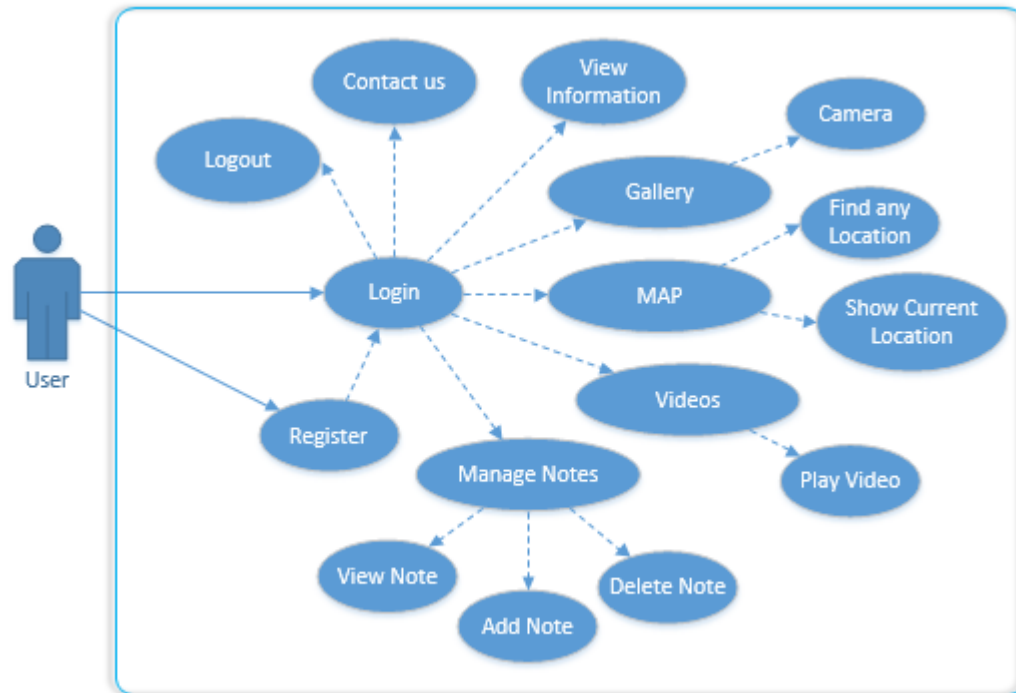 Contact us
View
Information
Camera
Logout
Gallery
Find any
Location
Login
MAP
Show Current
Location
User
Videos
Register
Manage Notes
Play Video
View Note
Delete Note
Add Note